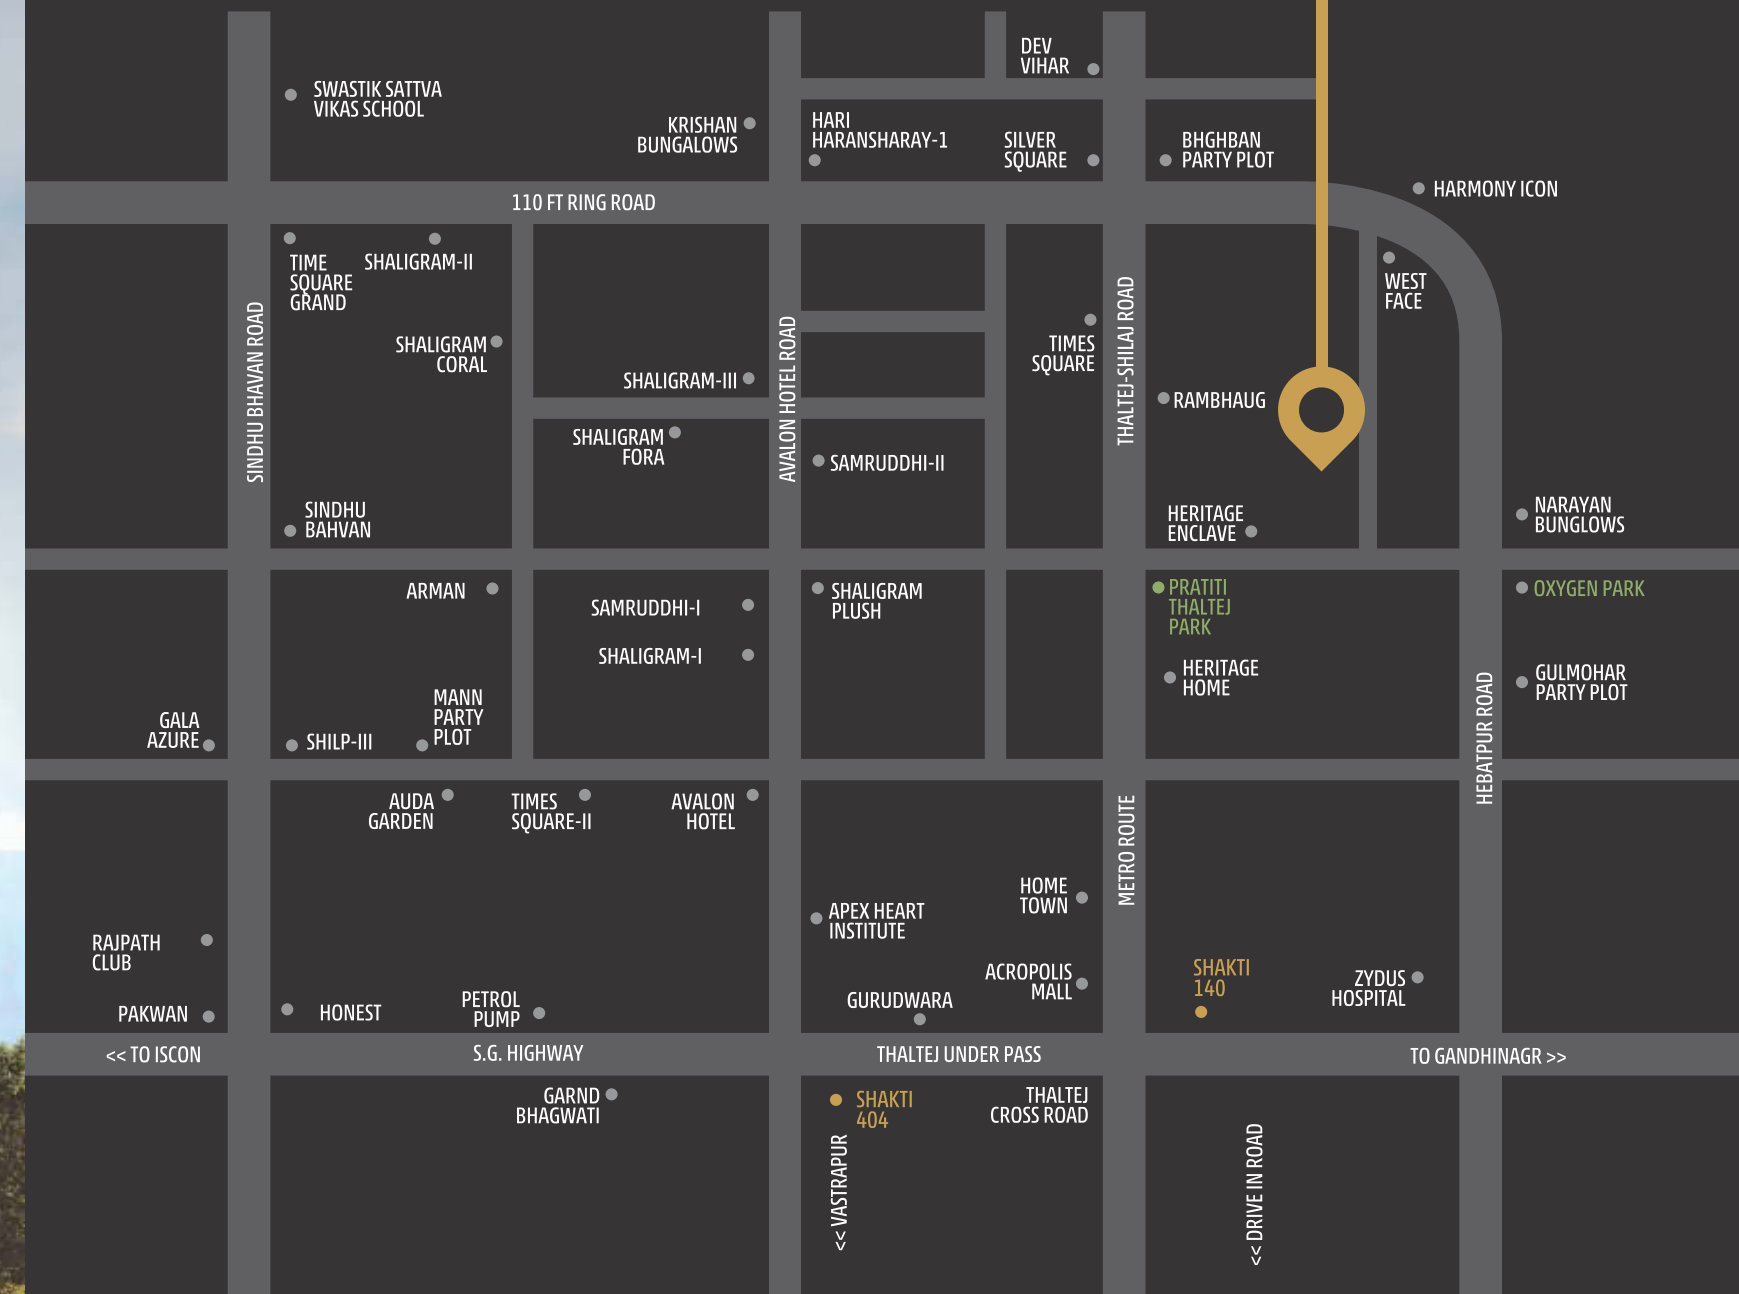 DEV
VIHAR
SWASTIK SATTVA
VIKAS SCHOOL
KRISHAN
BUNGALOWS
HARI
HARANSHARAY-1
SILVER
SQUARE
BHGHBAN
PARTY PLOT
HARMONY ICON
110 FT RING ROAD
TIME
SQUARE
GRAND
SHALIGRAM-II
WEST
FACE
SINDHU BHAVAN ROAD
SHALIGRAM
CORAL
SHALIGRAM-III
AVALON HOTEL ROAD
TIMES
SQUARE
THALTEJ-SHILAJ ROAD
RAMBHAUG
SHALIGRAM
FORA
SAMRUDDHI-II
SINDHU
BAHVAN
HERITAGE
ENCLAVE
NARAYAN
BUNGLOWS
ARMAN
SAMRUDDHI-I
SHALIGRAM-I
SHALIGRAM
PLUSH
PRATITI
THALTEJ
PARK
OXYGEN PARK
HERITAGE
HOME
GULMOHAR
PARTY PLOT
HEBATPUR ROAD
GALA
AZURE
SHILP-III
MANN
PARTY
PLOT
AUDA
GARDEN
TIMES
SQUARE-II
AVALON
HOTEL
METRO ROUTE
HOME
TOWN
APEX HEART
INSTITUTE
RAJPATH
CLUB
ACROPOLIS
MALL
SHAKTI
140
ZYDUS
HOSPITAL
PAKWAN
HONEST
PETROL
PUMP
GURUDWARA
<< TO ISCON
S.G. HIGHWAY
THALTEJ UNDER PASS
TO GANDHINAGR >>
GARND
BHAGWATI
SHAKTI
404
THALTEJ
CROSS ROAD
<< VASTRAPUR
<< DRIVE IN ROAD